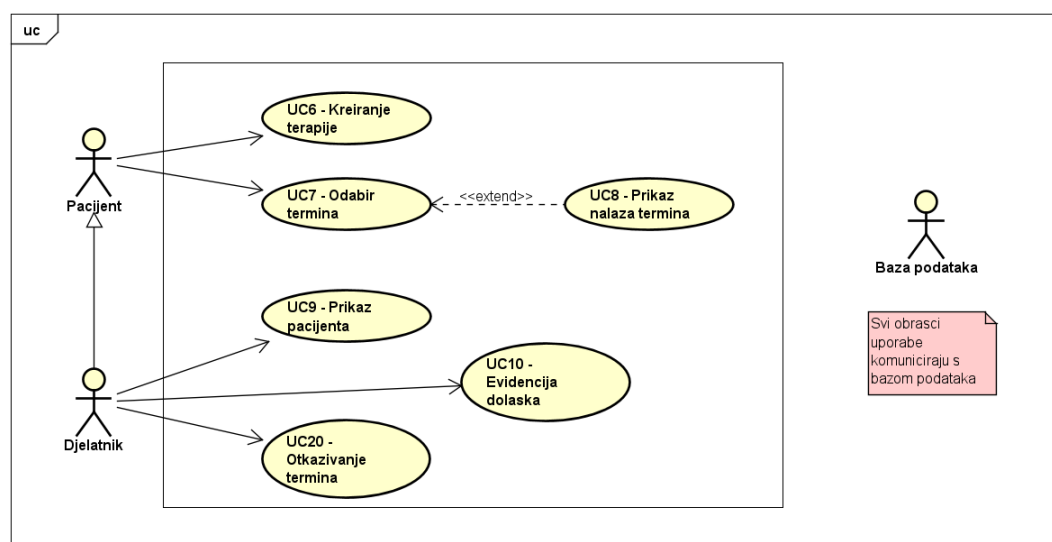 uc
UC6 - Kreiranje
terapije
Pacijent
UC7 - Odabir
termina
<<extend>>
UC8 - Prikaz
nalaza termina
Baza podataka
UC9 - Prikaz
pacijenta
Svi obrasci
uporabe
komuniciraju s
bazom podataka
UC10 -
Evidencija
dolaska
Djelatnik
UC20 -
Otkazivanje
termina